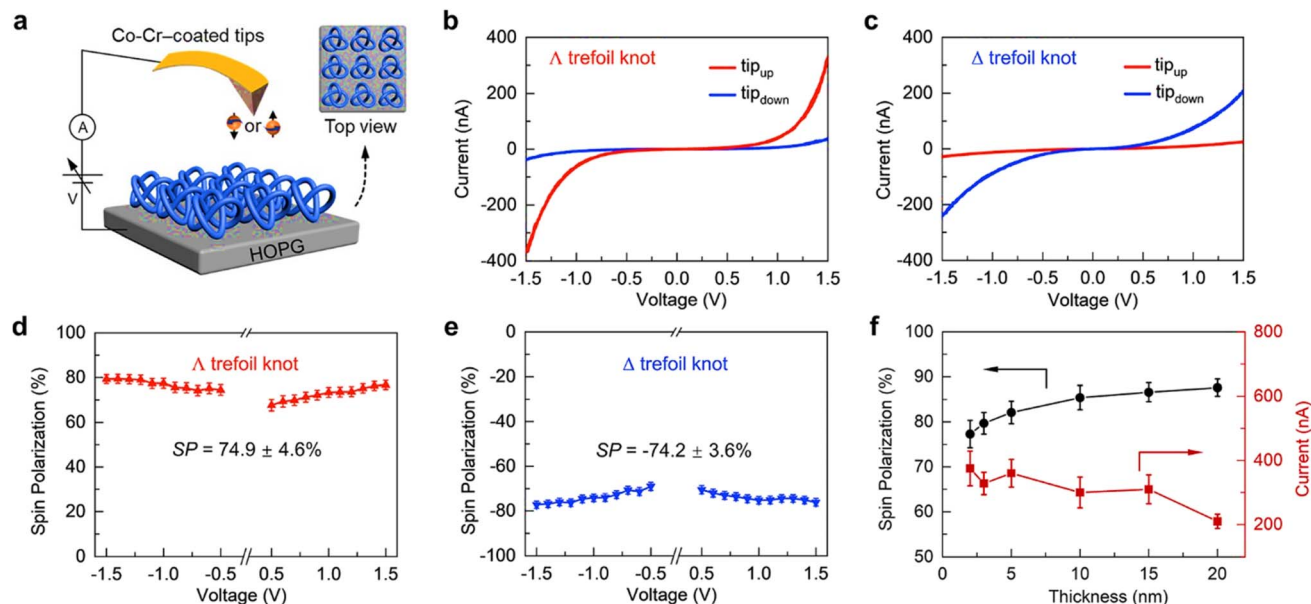 a
Co-Cr–coated tips
or
Top view
A
V
HOPG
b
Λ trefoil knot
tip_up
tip_down
Current (nA)
400
200
0
-200
-400
-1.5 -1.0 -0.5 0.0 0.5 1.0 1.5
Voltage (V)
c
Δ trefoil knot
tip_up
tip_down
Current (nA)
400
200
0
-200
-400
-1.5 -1.0 -0.5 0.0 0.5 1.0 1.5
Voltage (V)
d
Λ trefoil knot
SP = 74.9 ± 4.6%
Spin Polarization (%)
100
80
60
40
20
0
-1.5 -1.0 -0.5 0.5 1.0 1.5
Voltage (V)
e
Δ trefoil knot
SP = -74.2 ± 3.6%
Spin Polarization (%)
0
-20
-40
-60
-80
-100
-1.5 -1.0 -0.5 0.5 1.0 1.5
Voltage (V)
f
Spin Polarization (%)
100
90
80
70
60
50
0 5 10 15 20
Thickness (nm)
800
600
400
200
Current (nA)